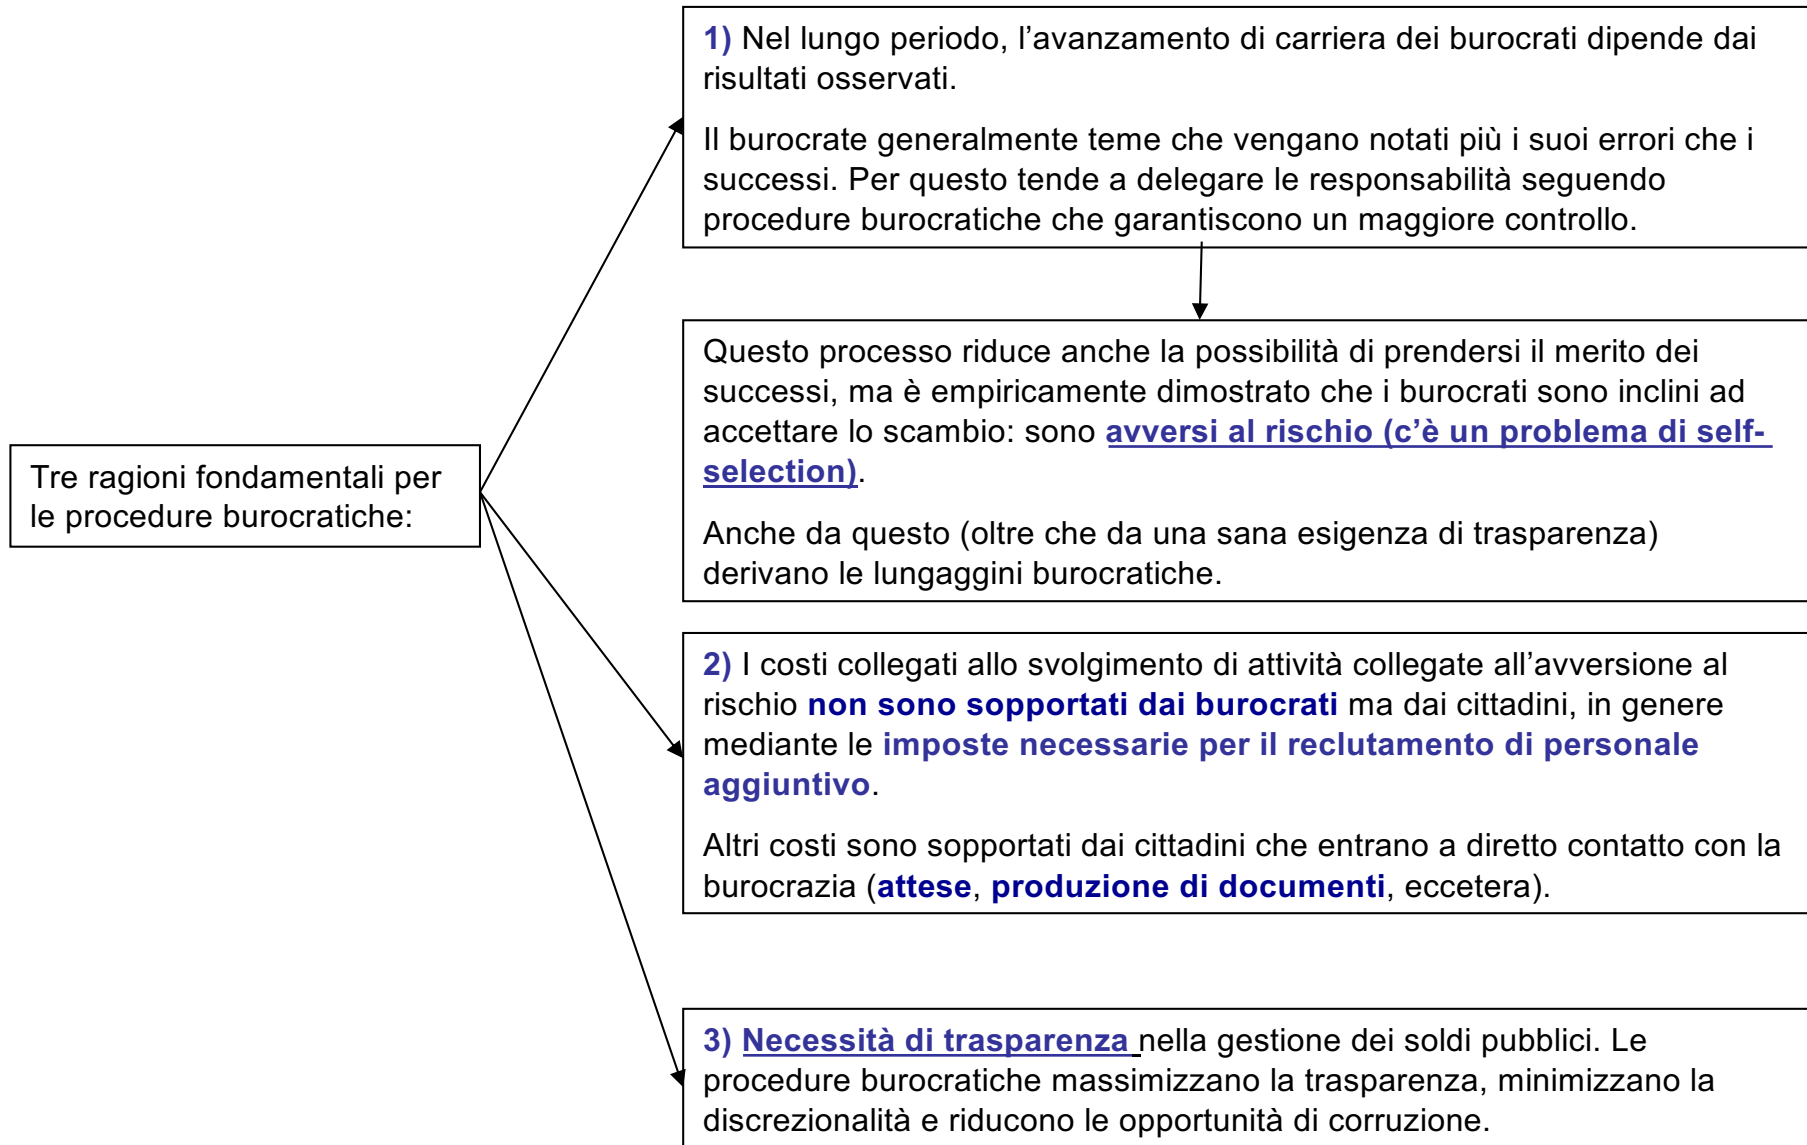 Tre ragioni fondamentali per
le procedure burocratiche:
1) Nel lungo periodo, l’avanzamento di carriera dei burocrati dipende dai
risultati osservati.
Il burocrate generalmente teme che vengano notati più i suoi errori che i
successi. Per questo tende a delegare le responsabilità seguendo
procedure burocratiche che garantiscono un maggiore controllo.
Questo processo riduce anche la possibilità di prendersi il merito dei
successi, ma è empiricamente dimostrato che i burocrati sono inclini ad
accettare lo scambio: sono avversi al rischio (c’è un problema di self-
selection).
Anche da questo (oltre che da una sana esigenza di trasparenza)
derivano le lungaggini burocratiche.
2) I costi collegati allo svolgimento di attività collegate all’avversione al
rischio non sono sopportati dai burocrati ma dai cittadini, in genere
mediante le imposte necessarie per il reclutamento di personale
aggiuntivo.
Altri costi sono sopportati dai cittadini che entrano a diretto contatto con la
burocrazia (attese, produzione di documenti, eccetera).
3) Necessità di trasparenza nella gestione dei soldi pubblici. Le
procedure burocratiche massimizzano la trasparenza, minimizzano la
discrezionalità e riducono le opportunità di corruzione.